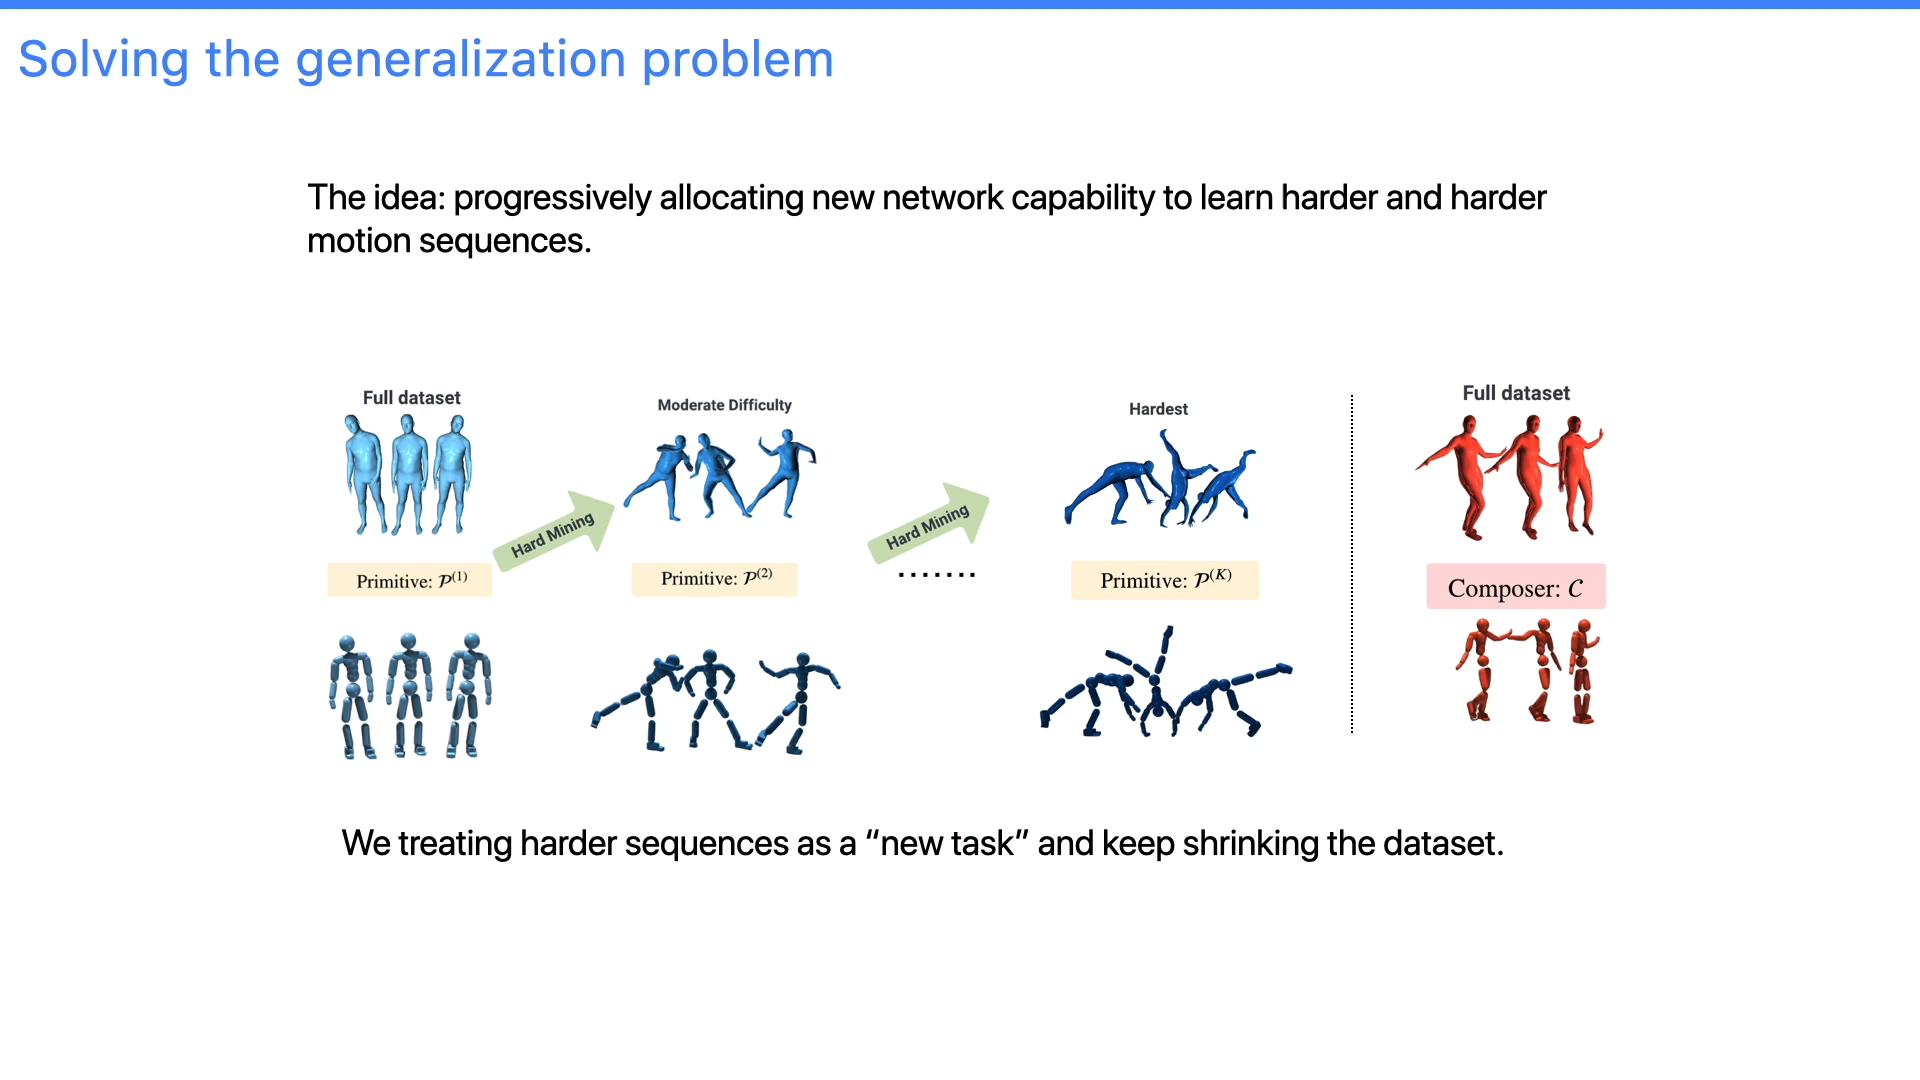 Solving the generalization problem
The idea: progressively allocating new network capability to learn harder and harder
motion sequences.
Full dataset
Moderate Difficulty
Hardest
Full dataset
Hard Mining
Hard Mining
.......
Primitive: 𝒫(1)
Primitive: 𝒫(2)
Primitive: 𝒫(K)
Composer: 𝒞
We treating harder sequences as a “new task” and keep shrinking the dataset.